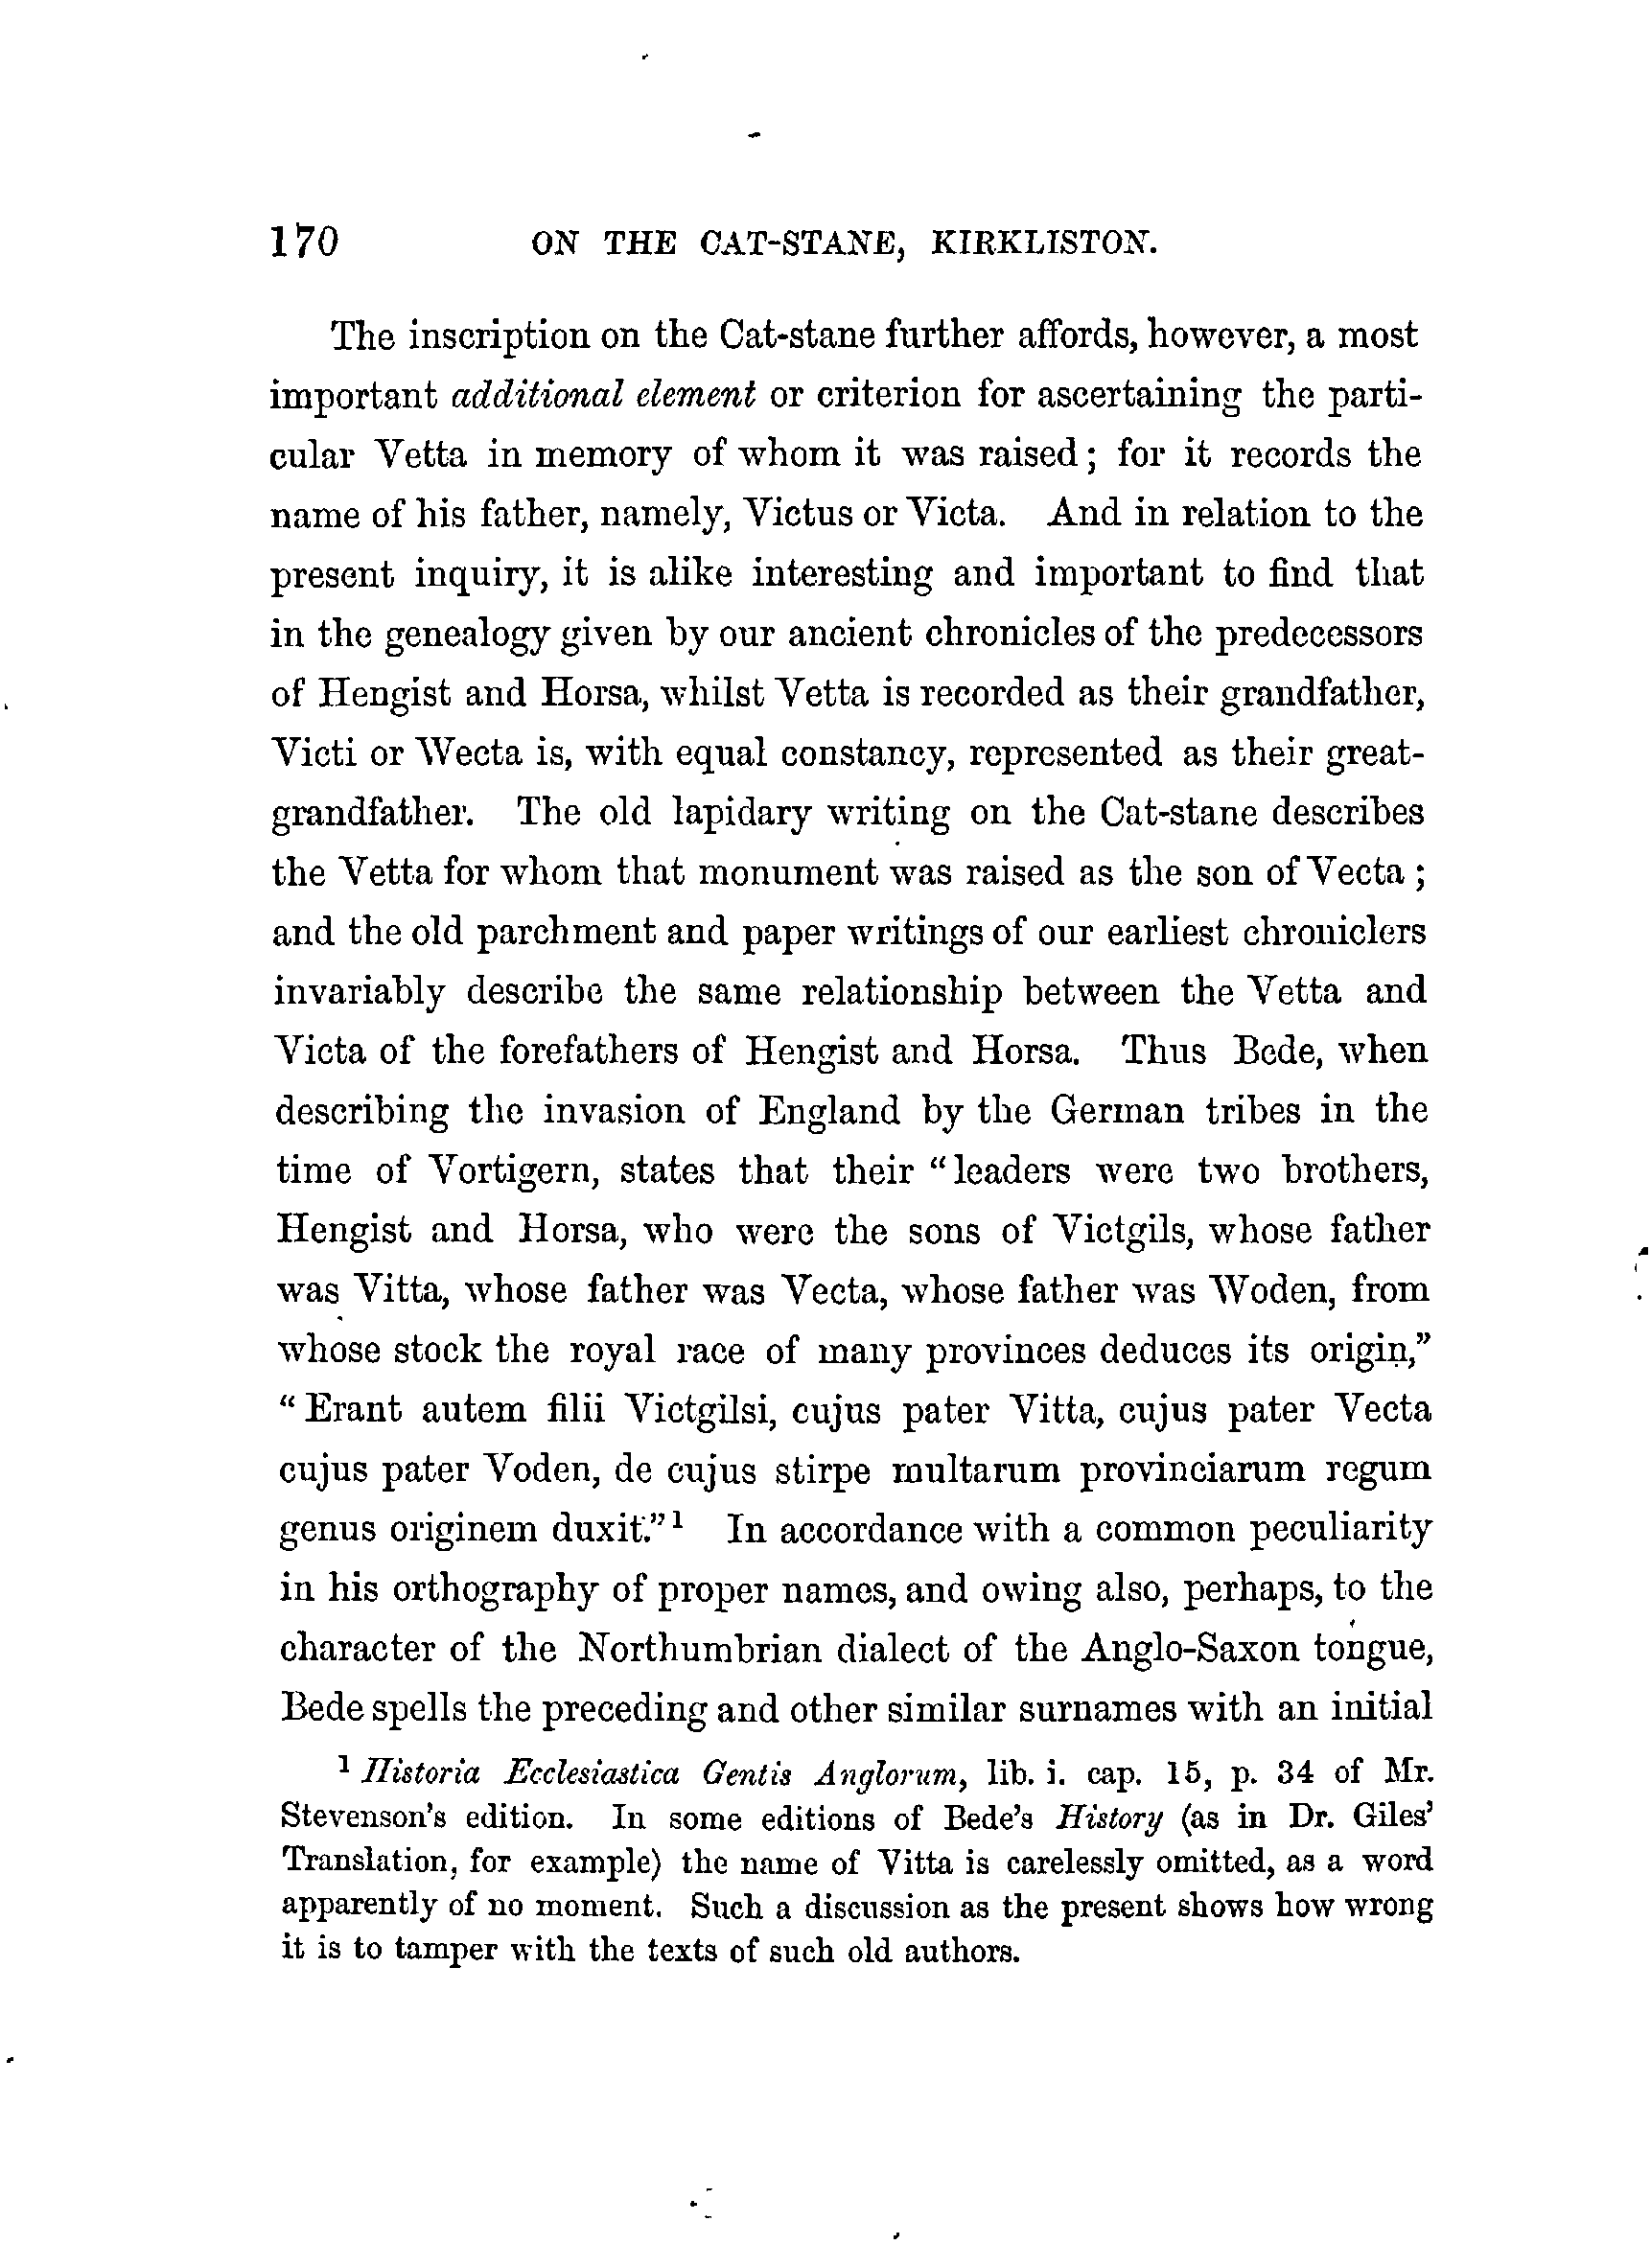 170 ON THE CAT-STANE, KIRKLISTON.
The inscription on the Cat-stane further affords, however, a most
important additional element or criterion for ascertaining the parti-
cular Vetta in memory of whom it was raised; for it records the
name of his father, namely, Victus or Victa. And in relation to the
present inquiry, it is alike interesting and important to find that
in the genealogy given by our ancient chronicles of the predecessors
of Hengist and Horsa, whilst Vetta is recorded as their grandfather,
Victi or Wecta is, with equal constancy, represented as their great-
grandfather. The old lapidary writing on the Cat-stane describes
the Vetta for whom that monument was raised as the son of Vecta;
and the old parchment and paper writings of our earliest chroniclers
invariably describe the same relationship between the Vetta and
Victa of the forefathers of Hengist and Horsa. Thus Bede, when
describing the invasion of England by the German tribes in the
time of Vortigern, states that their "leaders were two brothers,
Hengist and Horsa, who were the sons of Victgils, whose father
was Vitta, whose father was Vecta, whose father was Woden, from
whose stock the royal race of many provinces deduces its origin,"
"Erant autem filii Victgilsi, cujus pater Vitta, cujus pater Vecta
cujus pater Voden, de cujus stirpe multarum provinciarum regum
genus originem duxit."¹ In accordance with a common peculiarity
in his orthography of proper names, and owing also, perhaps, to the
character of the Northumbrian dialect of the Anglo-Saxon tongue,
Bede spells the preceding and other similar surnames with an initial
¹ Historia Ecclesiastica Gentis Anglorum, lib. i. cap. 15, p. 34 of Mr.
Stevenson's edition. In some editions of Bede's History (as in Dr. Giles'
Translation, for example) the name of Vitta is carelessly omitted, as a word
apparently of no moment. Such a discussion as the present shows how wrong
it is to tamper with the texts of such old authors.